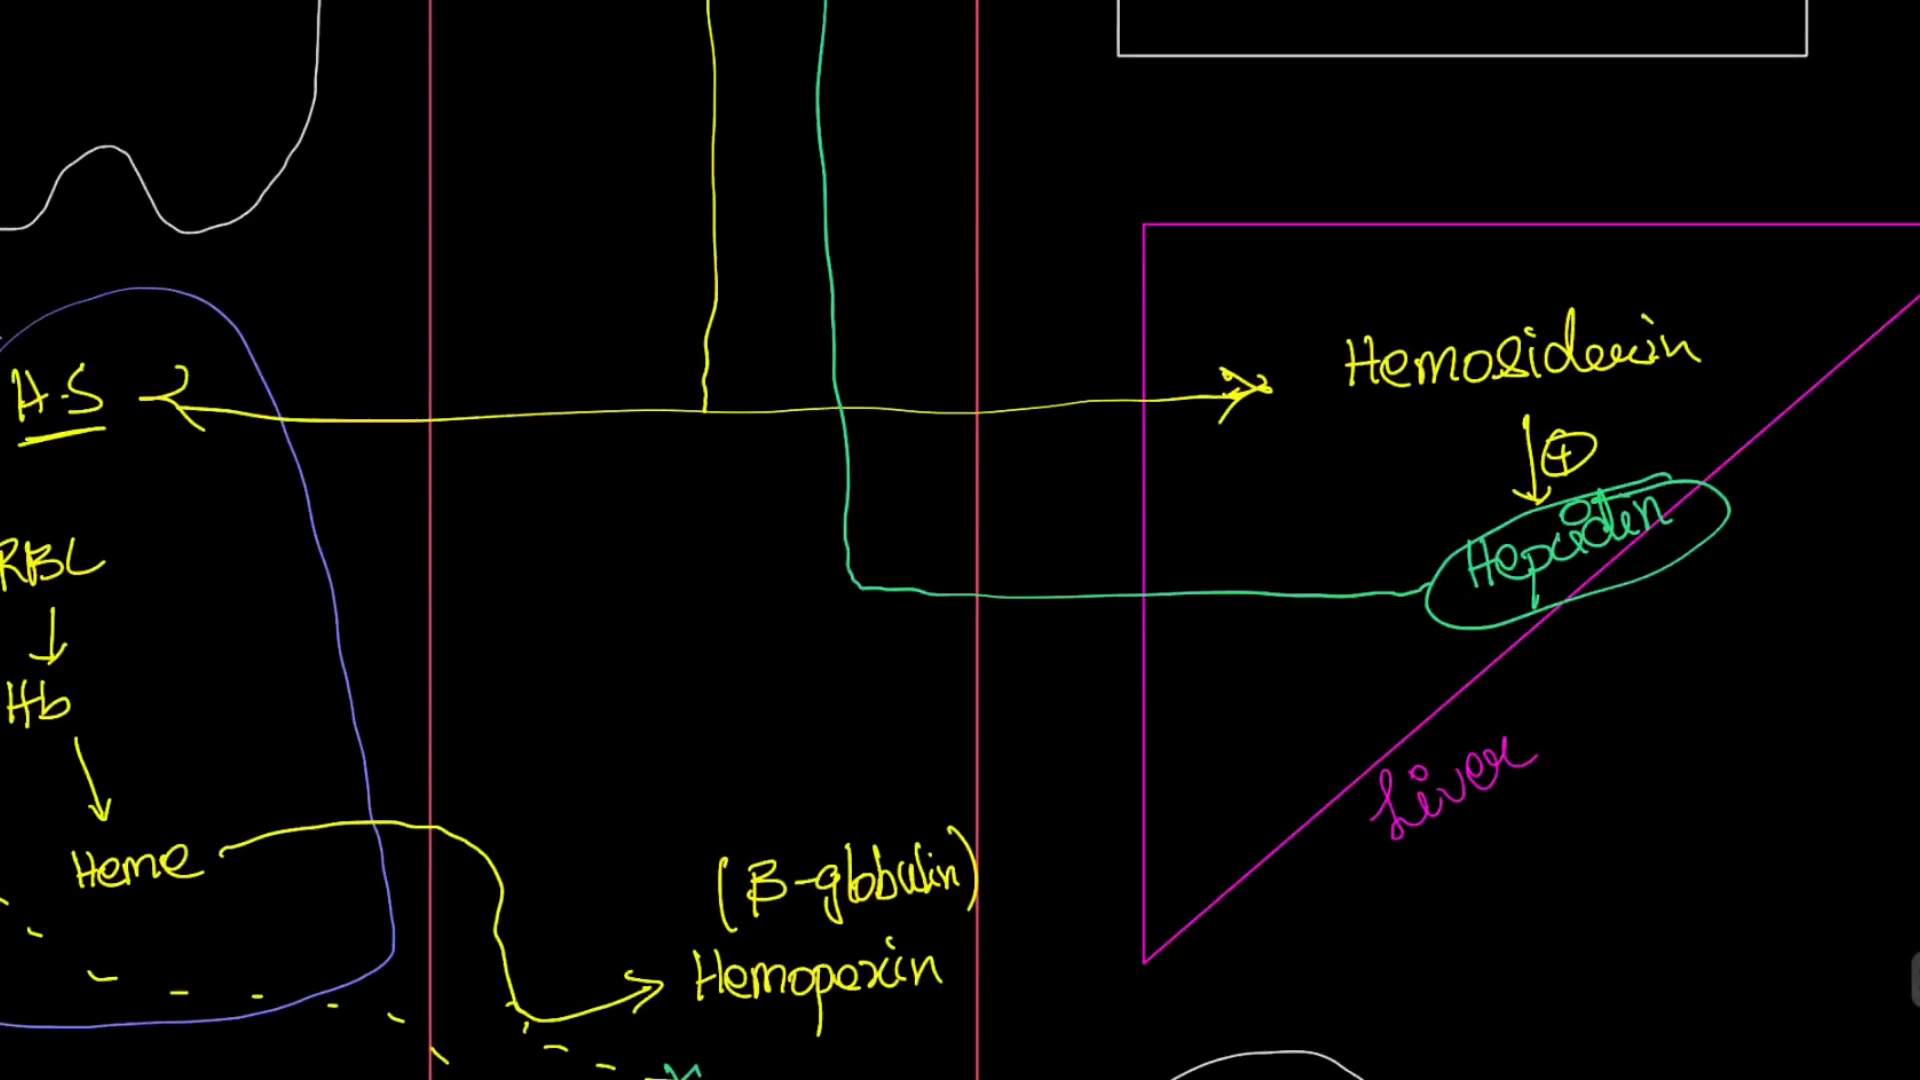 H.S
RBC
Hb
Heme
(β-globulin)
Hemopexin
Hemosiderin
+
Hepcidin
Liver